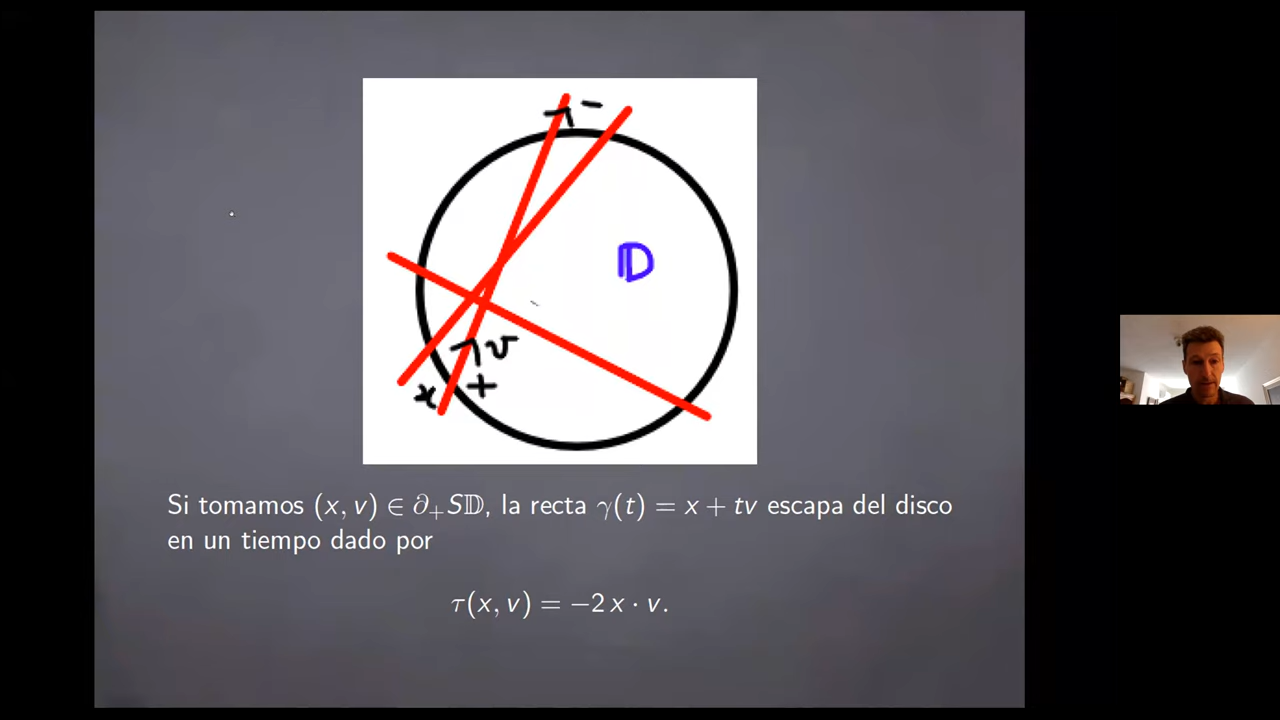 −
𝔻
v
x +
Si tomamos (x, v) ∈ ∂₊S𝔻, la recta γ(t) = x + tv escapa del disco
en un tiempo dado por
τ(x, v) = −2 x · v.